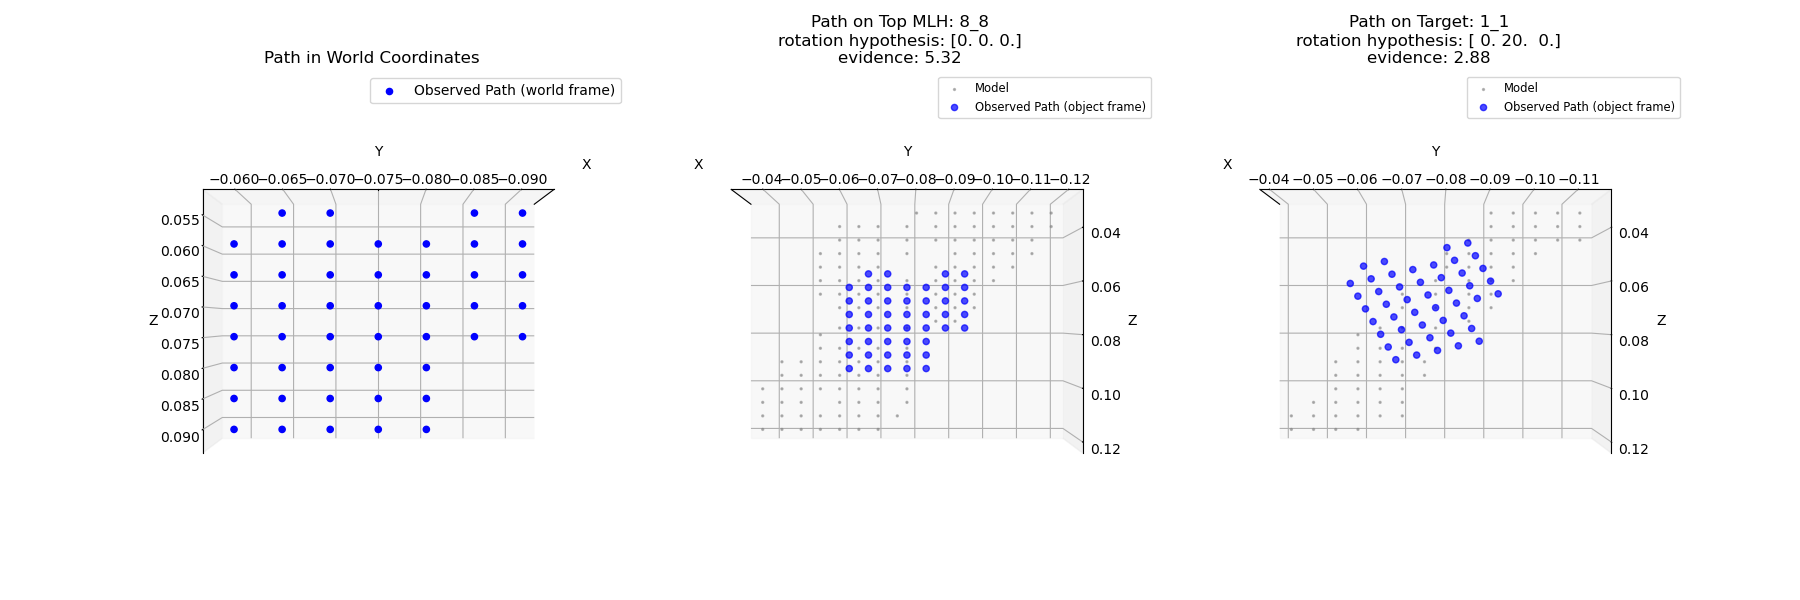 Path in World Coordinates
Observed Path (world frame)
Y
X
−0.060 −0.065 −0.070 −0.075 −0.080 −0.085 −0.090
0.055
0.060
0.065
0.070
Z
0.075
0.080
0.085
0.090
Path on Top MLH: 8_8
rotation hypothesis: [0. 0. 0.]
evidence: 5.32
Model
Observed Path (object frame)
X
Y
−0.04 −0.05 −0.06 −0.07 −0.08 −0.09 −0.10 −0.11 −0.12
0.04
0.06
Z
0.08
0.10
0.12
Path on Target: 1_1
rotation hypothesis: [ 0. 20.  0.]
evidence: 2.88
Model
Observed Path (object frame)
X
Y
−0.04 −0.05 −0.06 −0.07 −0.08 −0.09 −0.10 −0.11
0.04
0.06
Z
0.08
0.10
0.12